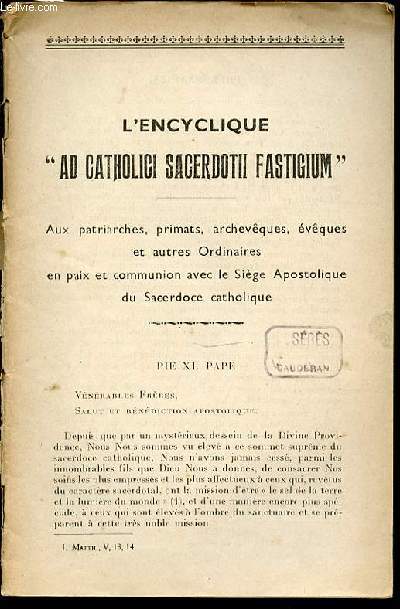 le-livre.com
L'ENCYCLIQUE
"AD CATHOLICI SACERDOTII FASTIGIUM"
Aux patriarches, primats, archevêques, évêques
et autres Ordinaires
en paix et communion avec le Siège Apostolique
du Sacerdoce catholique
SÉRÈS
CAUDÉRAN
PIE XI, PAPE
VÉNÉRABLES FRÈRES,
SALUT ET BÉNÉDICTION APOSTOLIQUE.
Depuis que par un mystérieux dessein de la Divine Provi-
dence, Nous Nous sommes vu élevé à ce sommet suprême du
sacerdoce catholique, Nous n'avons jamais cessé, parmi les
innombrables fils que Dieu Nous a donnés, de consacrer Nos
soins les plus empressés et les plus affectueux à ceux qui, revêtus
du caractère sacerdotal, ont la mission d'être « le sel de la terre
et la lumière du monde » (1), et d'une manière encore plus spé-
ciale, à ceux qui sont élevés à l'ombre du sanctuaire et se pré-
parent à cette très noble mission.
1. MATTH., V, 13, 14.